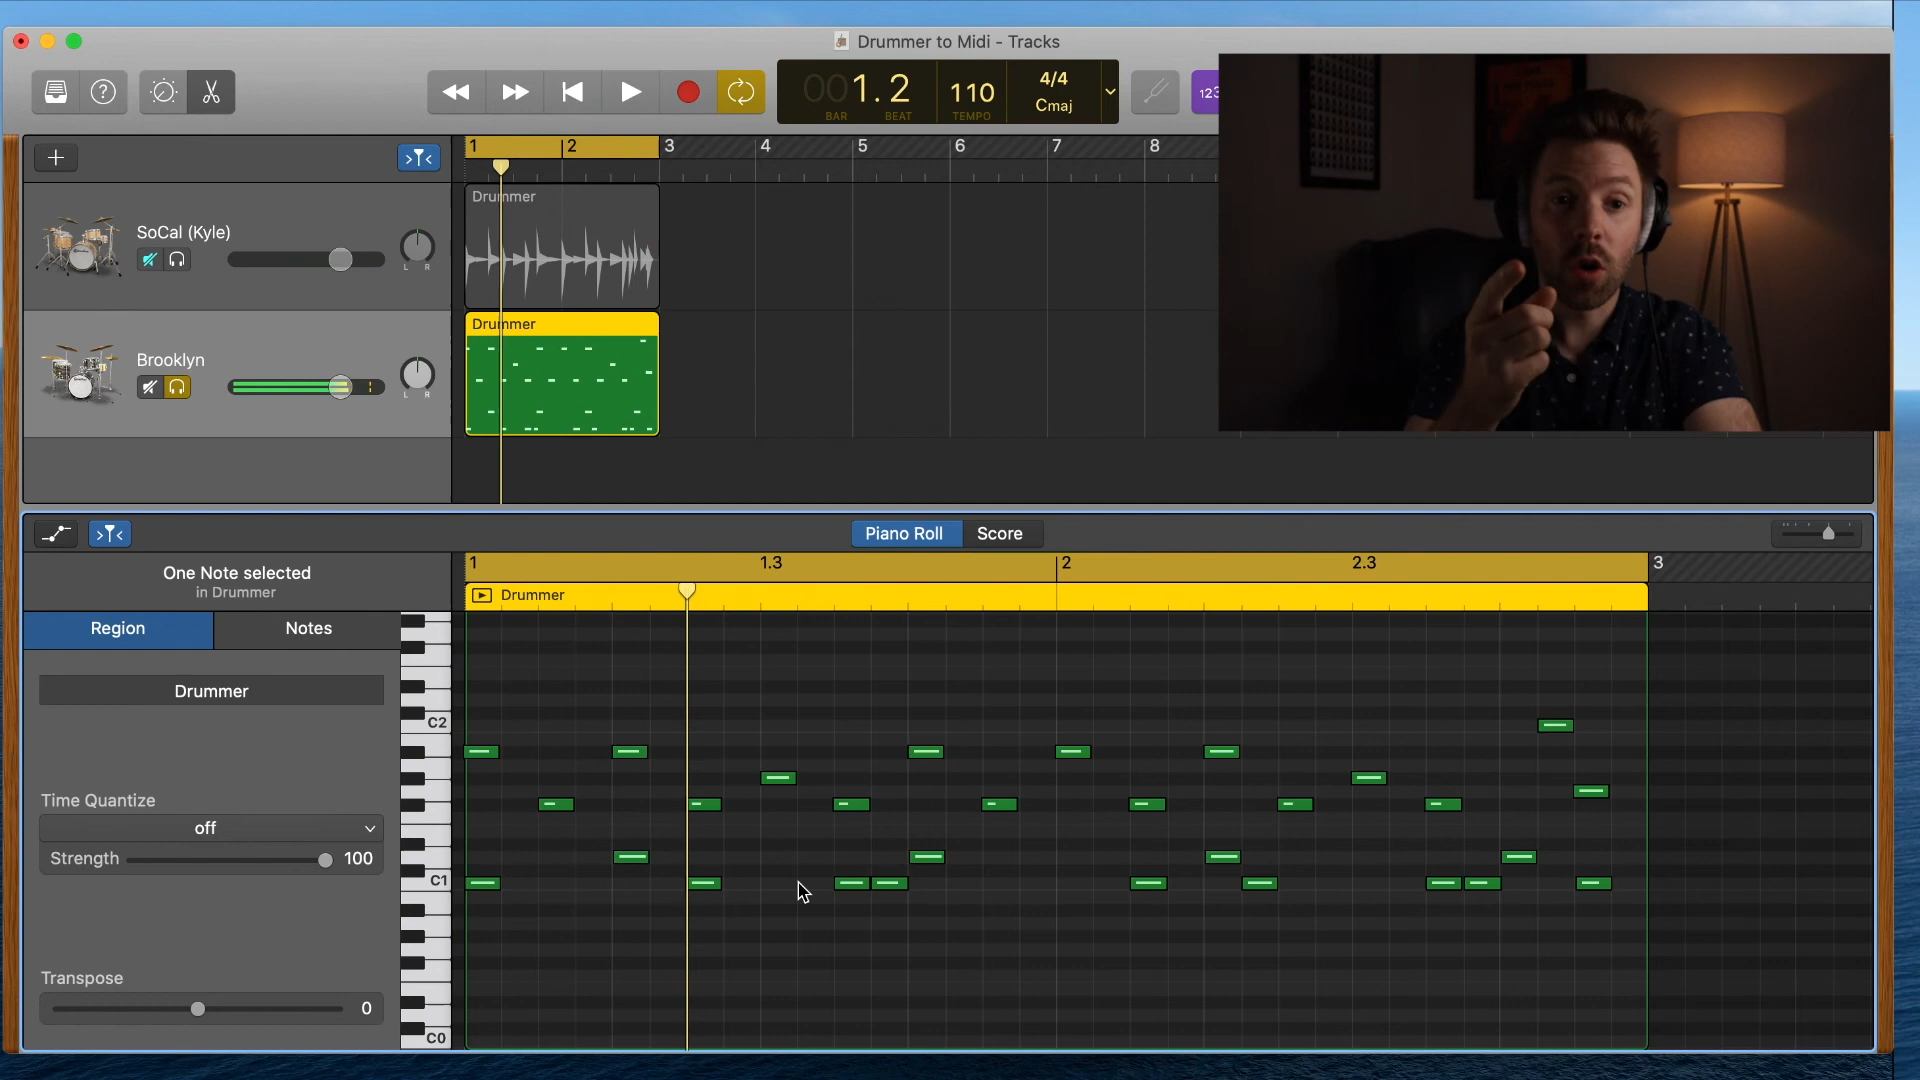 Drummer to Midi - Tracks
001.2
BAR
BEAT
110
TEMPO
4/4
Cmaj
123
1
2
3
4
5
6
7
8
Drummer
SoCal (Kyle)
L R
Drummer
Brooklyn
L R
Piano Roll
Score
One Note selected
in Drummer
1
1.3
2
2.3
3
Drummer
Region
Notes
Drummer
C2
Time Quantize
off
Strength
100
C1
Transpose
0
C0